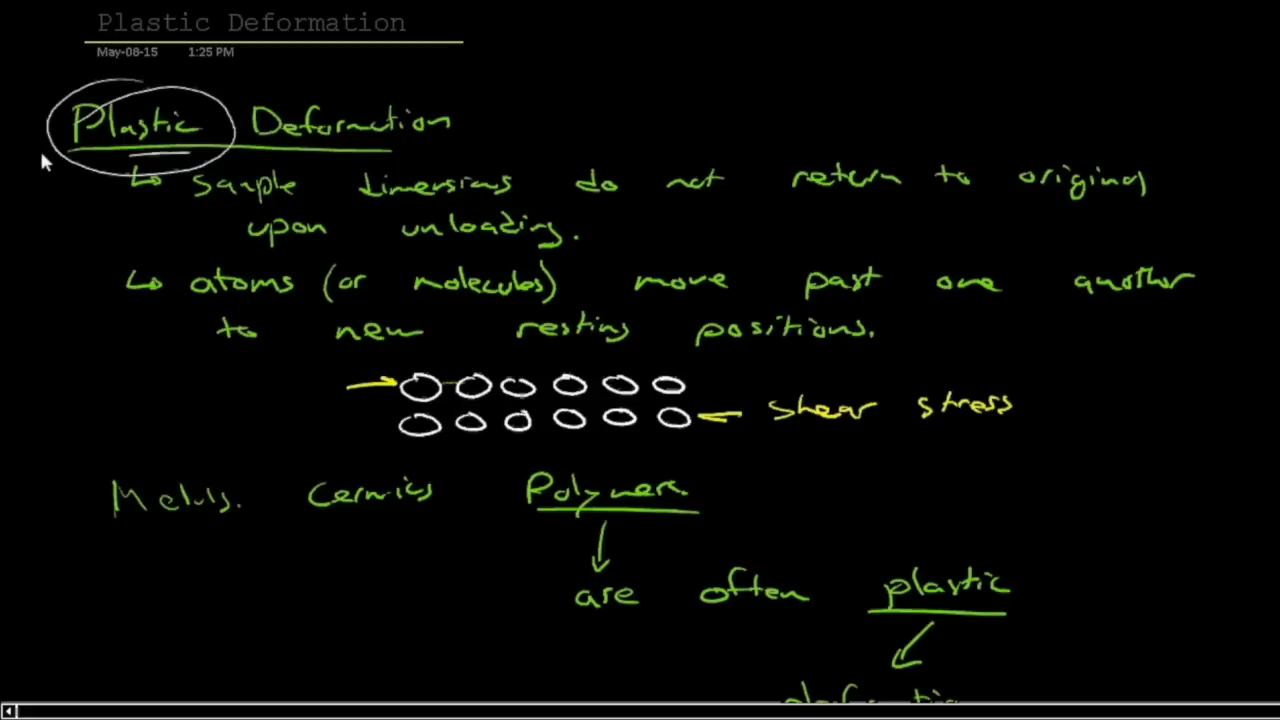 Plastic Deformation
May-08-15 1:25 PM
Plastic Deformation
↳ sample dimensions do not return to original
upon unloading.
↳ atoms (or molecules) move past one another
to new resting positions.
shear stress
Metals. Cermics Polymers.
are often plastic